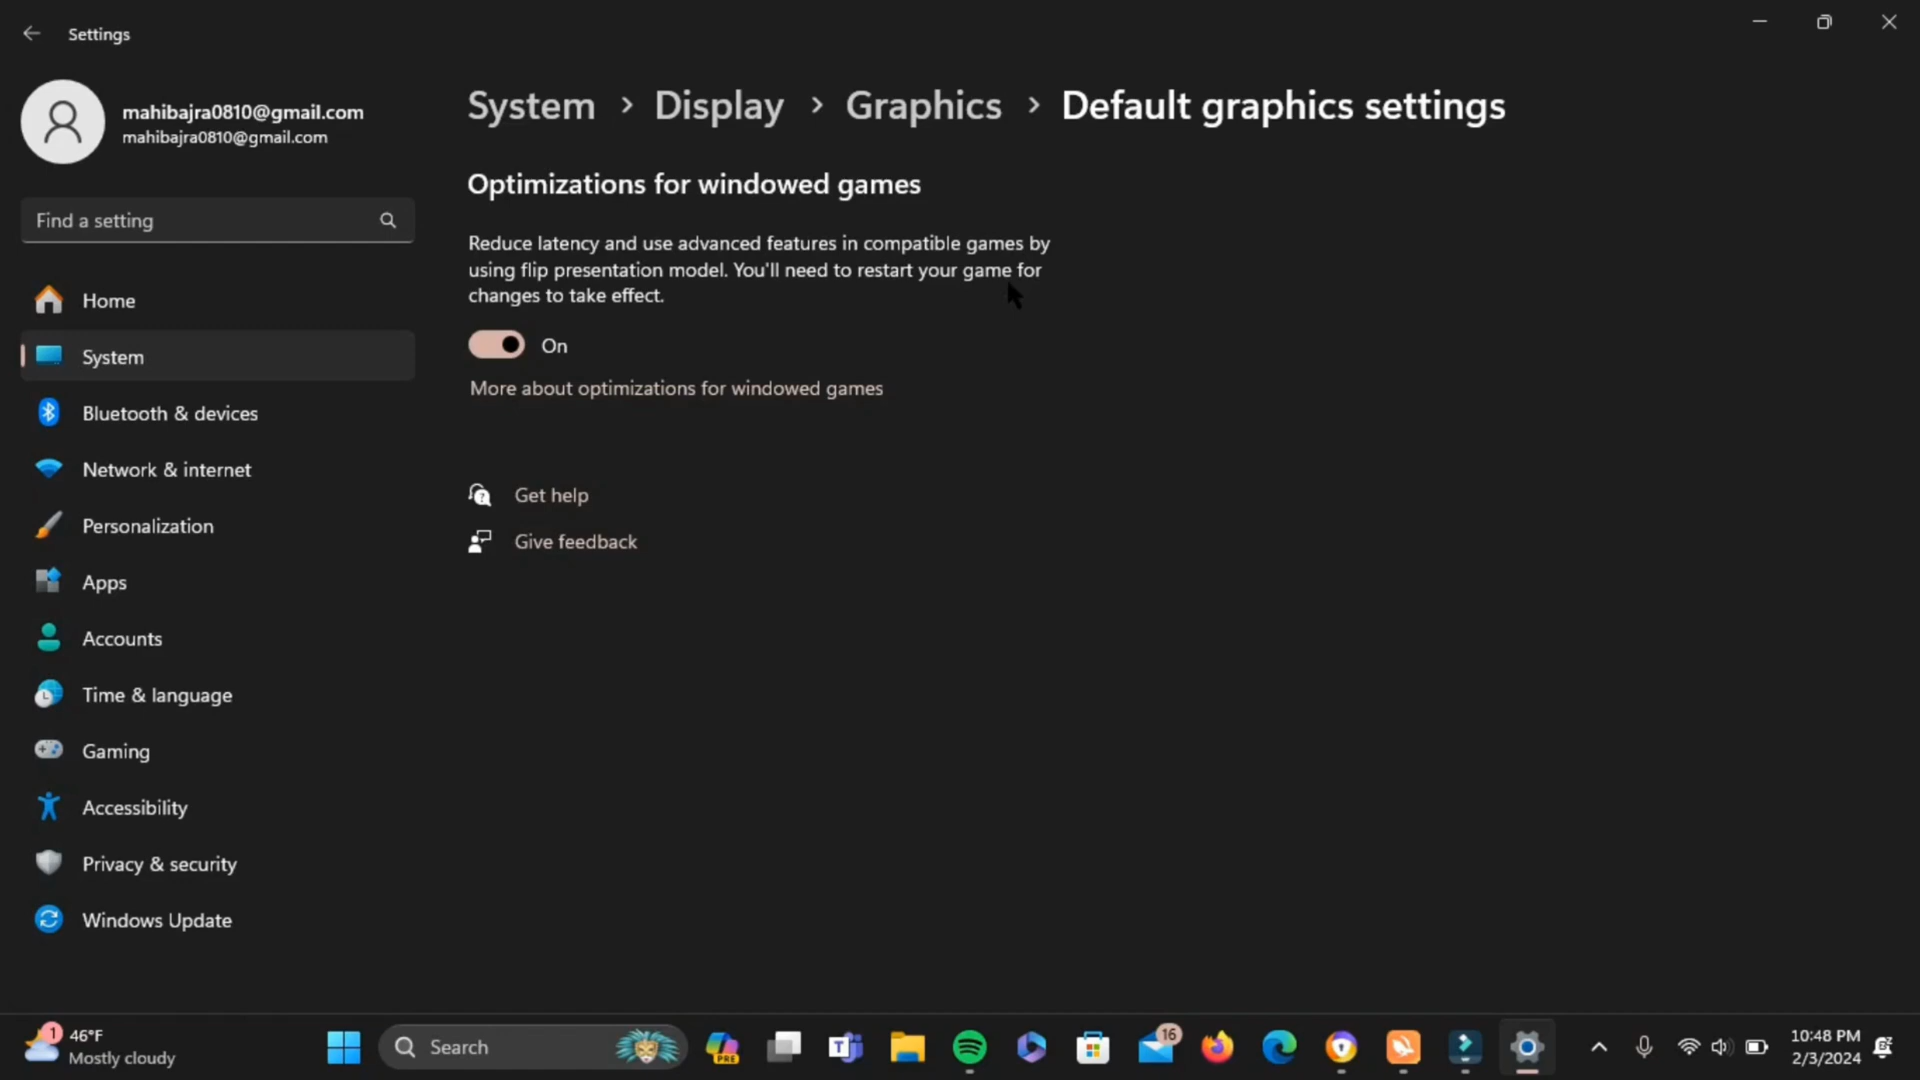 Settings
mahibajra0810@gmail.com
mahibajra0810@gmail.com
Find a setting
Home
System
Bluetooth & devices
Network & internet
Personalization
Apps
Accounts
Time & language
Gaming
Accessibility
Privacy & security
Windows Update
System > Display > Graphics > Default graphics settings
Optimizations for windowed games
Reduce latency and use advanced features in compatible games by
using flip presentation model. You'll need to restart your game for
changes to take effect.
On
More about optimizations for windowed games
Get help
Give feedback
1
46°F
Mostly cloudy
Search
PRE
16
10:48 PM
2/3/2024